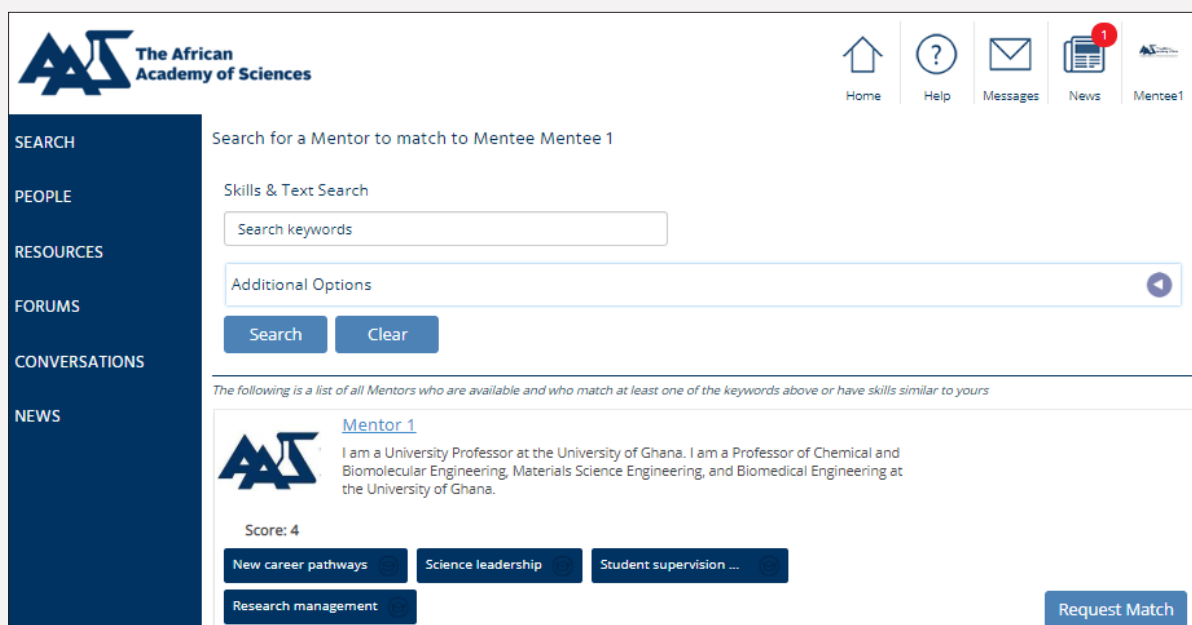 The African
Academy of Sciences
1
Home
Help
Messages
News
Mentee1
SEARCH
PEOPLE
RESOURCES
FORUMS
CONVERSATIONS
NEWS
Search for a Mentor to match to Mentee Mentee 1
Skills & Text Search
Search keywords
Additional Options
Search
Clear
The following is a list of all Mentors who are available and who match at least one of the keywords above or have skills similar to yours
AAS
Mentor 1
I am a University Professor at the University of Ghana. I am a Professor of Chemical and
Biomolecular Engineering, Materials Science Engineering, and Biomedical Engineering at
the University of Ghana.
Score: 4
New career pathways
Science leadership
Student supervision ...
Research management
Request Match